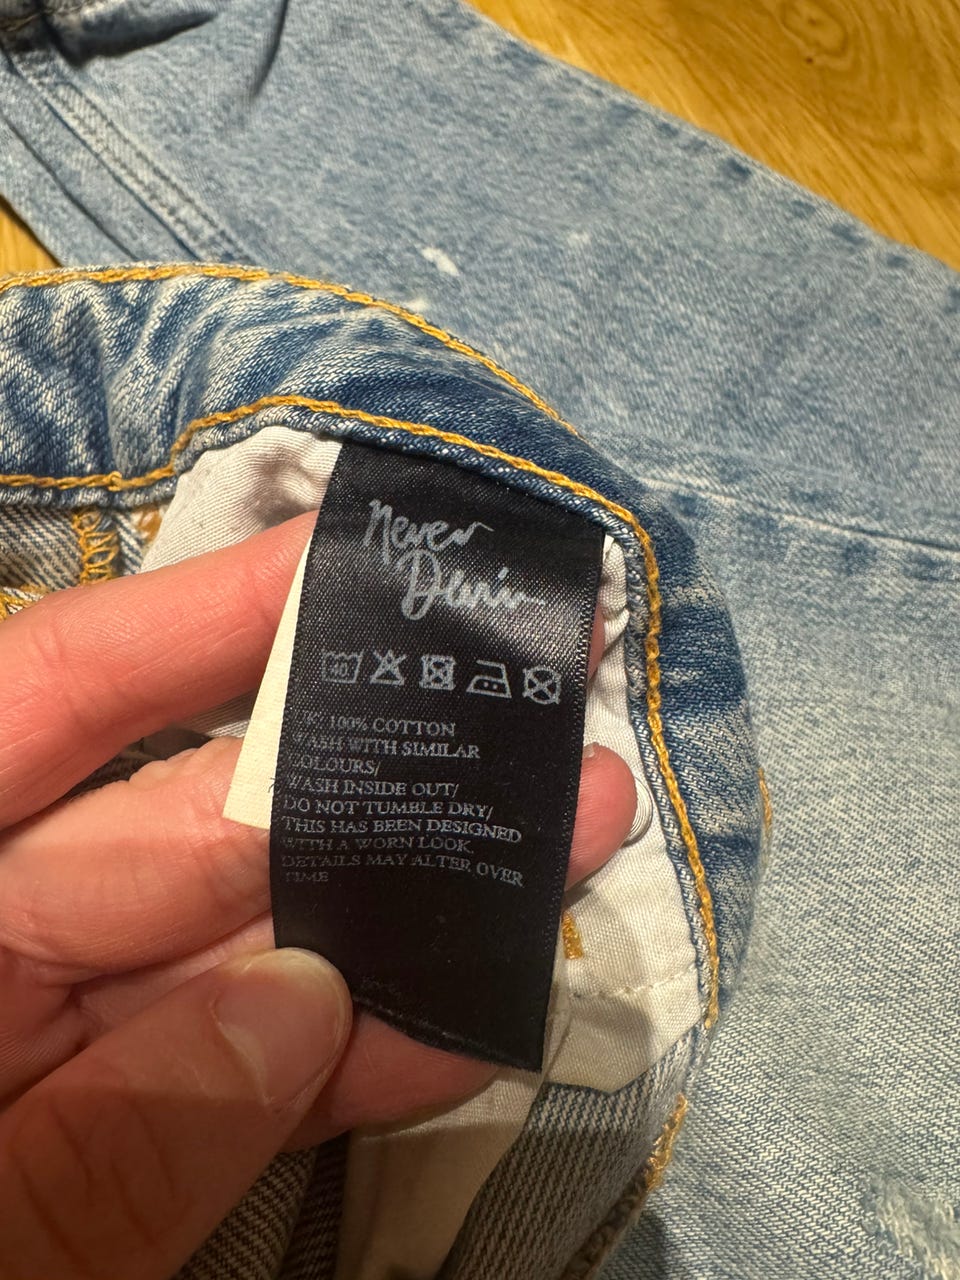 Never
Denim
40
100% COTTON
WASH WITH SIMILAR
COLOURS/
WASH INSIDE OUT/
DO NOT TUMBLE DRY/
THIS HAS BEEN DESIGNED
WITH A WORN LOOK.
DETAILS MAY ALTER OVER
TIME